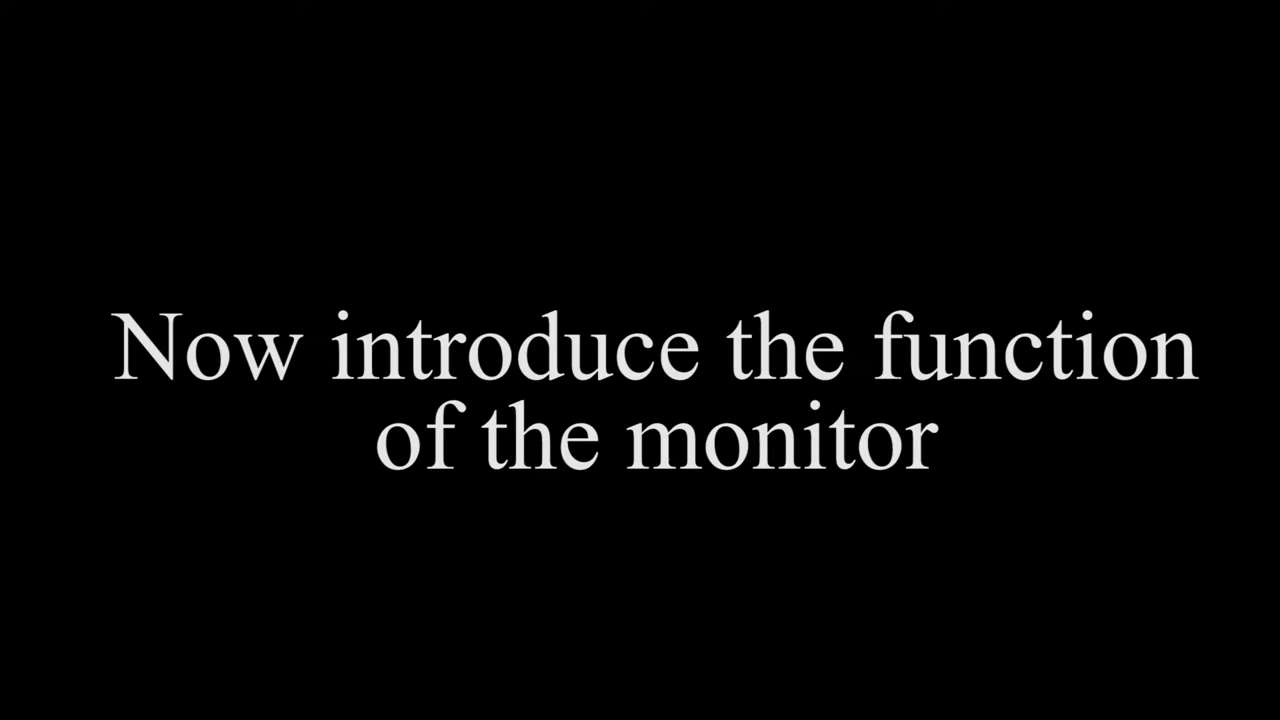 Now introduce the function
of the monitor